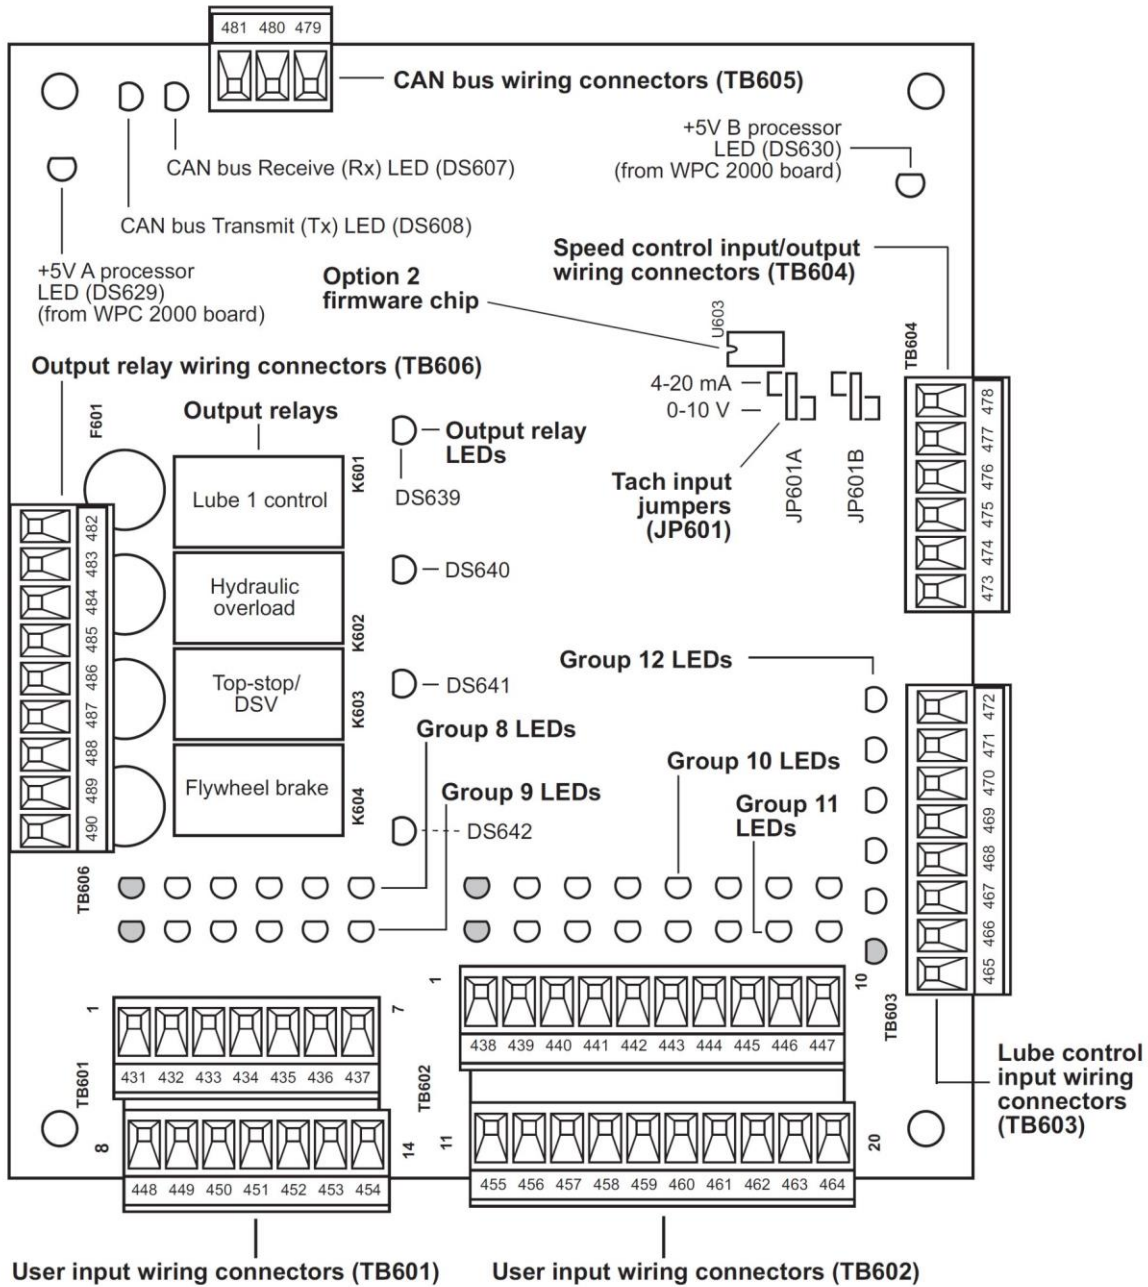 481 480 479
CAN bus wiring connectors (TB605)
+5V B processor
LED (DS630)
(from WPC 2000 board)
CAN bus Receive (Rx) LED (DS607)
CAN bus Transmit (Tx) LED (DS608)
+5V A processor
LED (DS629)
(from WPC 2000 board)
Speed control input/output
wiring connectors (TB604)
Option 2
firmware chip
U603
TB604
4-20 mA
0-10 V
JP601A
JP601B
Tach input
jumpers
(JP601)
478
477
476
475
474
473
Output relay wiring connectors (TB606)
F601
Output relays
Output relay
LEDs
DS639
Lube 1 control
K601
Hydraulic
overload
K602
DS640
Top-stop/
DSV
K603
DS641
Flywheel brake
K604
DS642
482
483
484
485
486
487
488
489
490
TB606
Group 8 LEDs
Group 9 LEDs
Group 10 LEDs
Group 11
LEDs
Group 12 LEDs
472
471
470
469
468
467
466
465
TB603
Lube control
input wiring
connectors
(TB603)
1
7
431 432 433 434 435 436 437
TB601
8
14
448 449 450 451 452 453 454
1
10
438 439 440 441 442 443 444 445 446 447
TB602
11
20
455 456 457 458 459 460 461 462 463 464
User input wiring connectors (TB601)
User input wiring connectors (TB602)